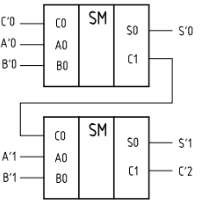 C'0 C0 SM S0 S'0
A'0 A0
B'0 B0 C1
C0 SM S0 S'1
A'1 A0
B'1 B0 C1 C'2